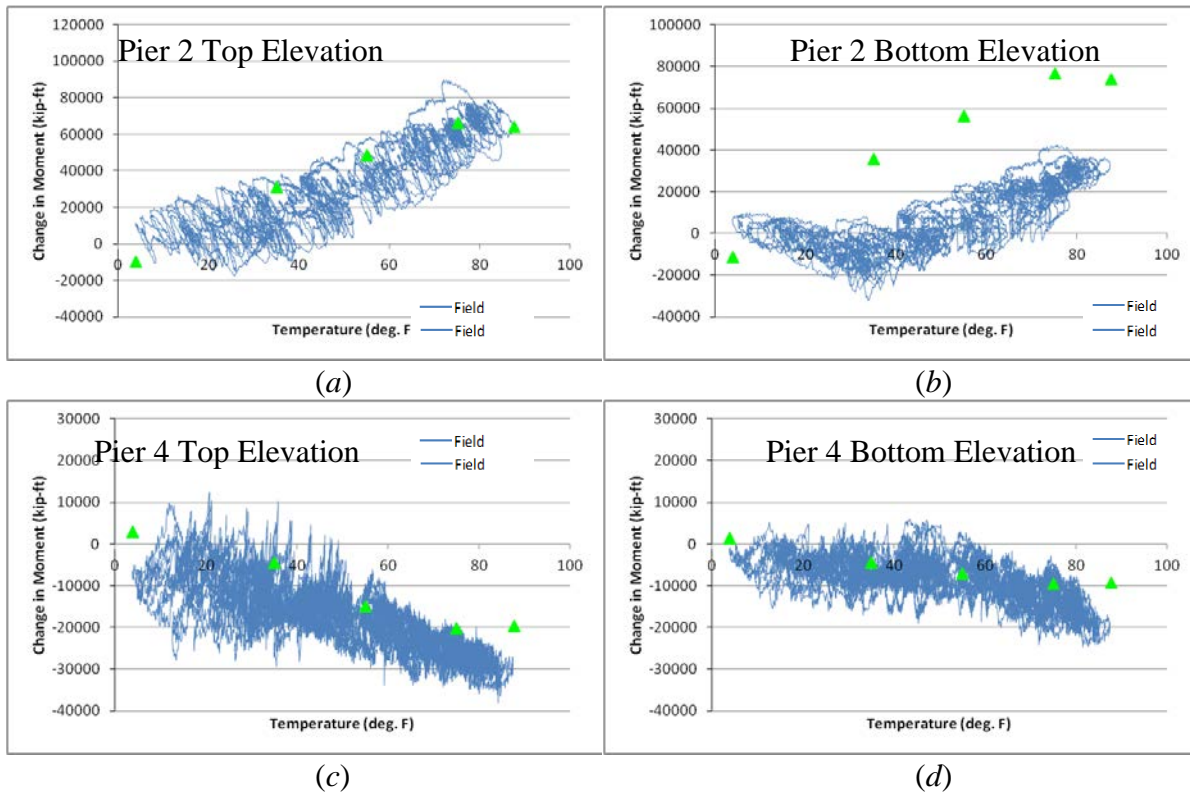 120000
100000
80000
60000
40000
20000
0
-20000
-40000
Change in Moment (kip-ft)
Pier 2 Top Elevation
0 20 40 60 80 100
Field
Field
Temperature (deg. F
(a)
100000
80000
60000
40000
20000
0
-20000
-40000
Change in Moment (kip-ft)
Pier 2 Bottom Elevation
0 20 40 60 80 100
Field
Field
Temperature (deg. F)
(b)
30000
20000
10000
0
-10000
-20000
-30000
-40000
Change in Moment (kip-ft)
Pier 4 Top Elevation
Field
Field
0 20 40 60 80 100
Temperature (deg. F)
(c)
30000
20000
10000
0
-10000
-20000
-30000
-40000
Change in Moment (kip-ft)
Pier 4 Bottom Elevation
Field
Field
0 20 40 60 80 100
Temperature (deg. F)
(d)